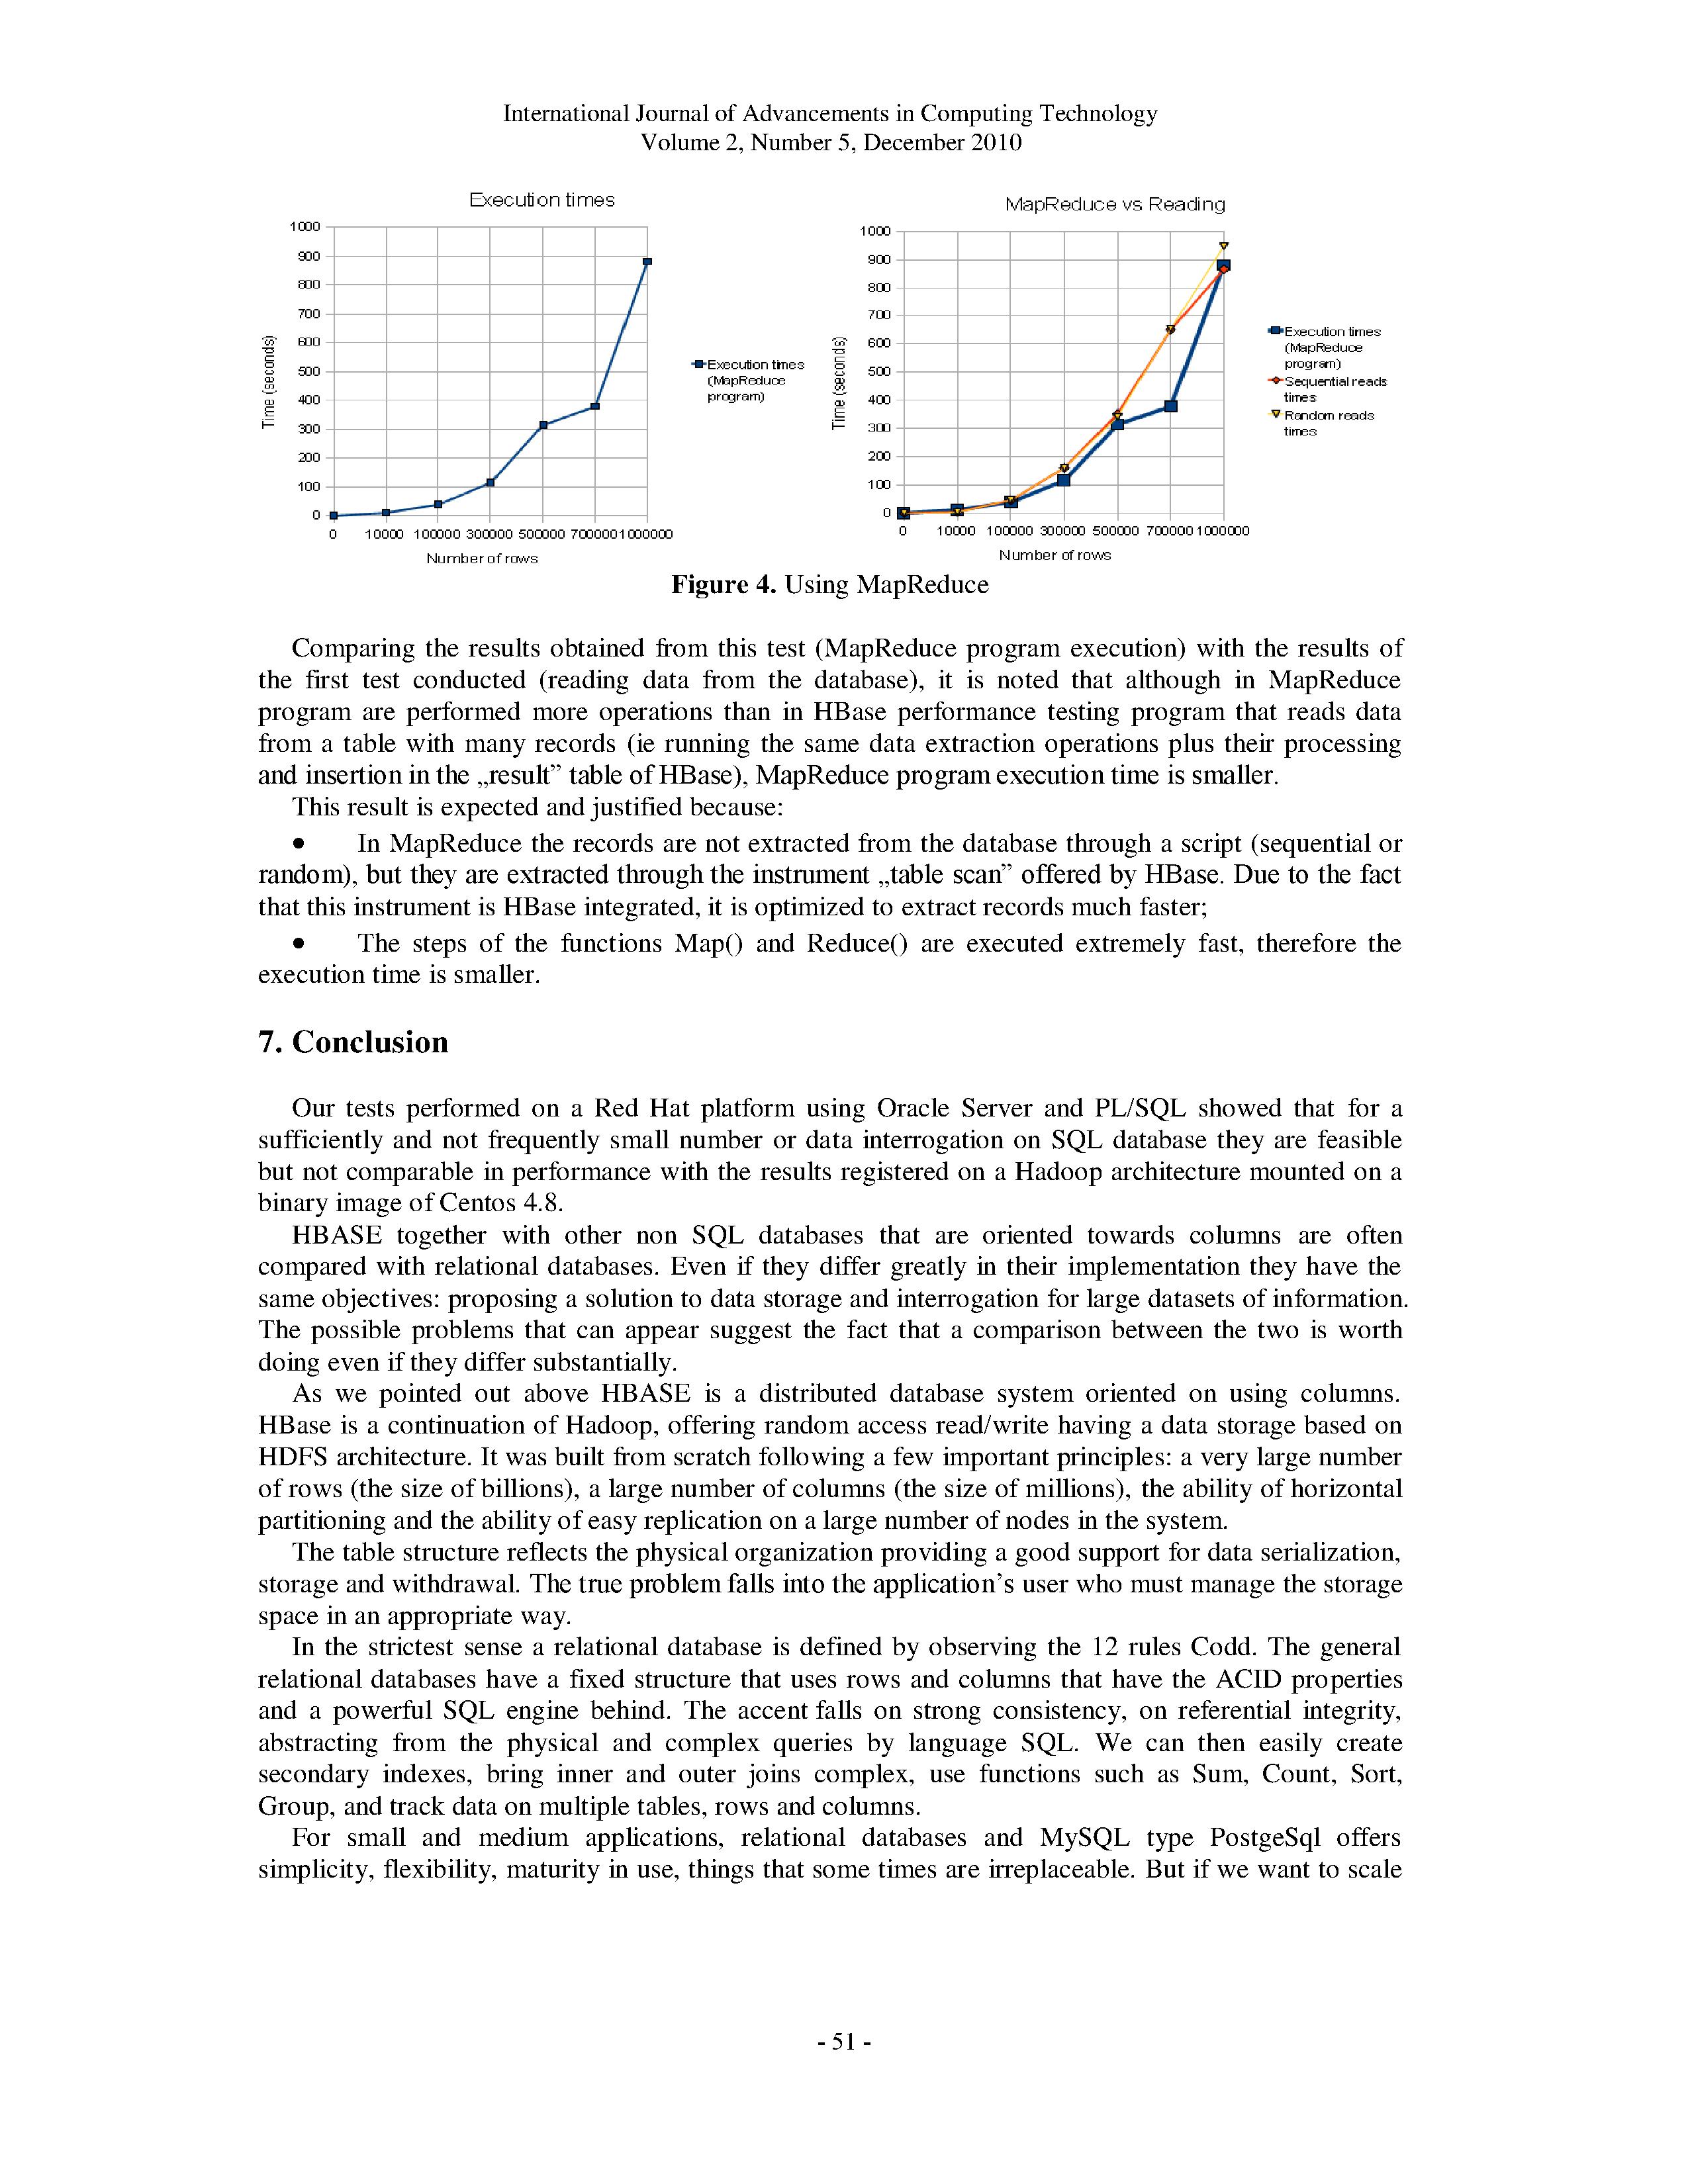 International Journal of Advancements in Computing Technology
Volume 2, Number 5, December 2010
Execution times
1000
900
800
700
600
500
400
300
200
100
0
Time (seconds)
0 10000 100000 300000 500000 700000 1000000
Number of rows
Execution times
(MapReduce
program)
MapReduce vs Reading
1000
900
800
700
600
500
400
300
200
100
0
Time (seconds)
0 10000 100000 300000 500000 700000 1000000
Number of rows
Execution times
(MapReduce
program)
Sequential reads
times
Random reads
times
Figure 4. Using MapReduce
Comparing the results obtained from this test (MapReduce program execution) with the results of
the first test conducted (reading data from the database), it is noted that although in MapReduce
program are performed more operations than in HBase performance testing program that reads data
from a table with many records (ie running the same data extraction operations plus their processing
and insertion in the „result” table of HBase), MapReduce program execution time is smaller.
This result is expected and justified because:
• In MapReduce the records are not extracted from the database through a script (sequential or
random), but they are extracted through the instrument „table scan” offered by HBase. Due to the fact
that this instrument is HBase integrated, it is optimized to extract records much faster;
• The steps of the functions Map() and Reduce() are executed extremely fast, therefore the
execution time is smaller.
7. Conclusion
Our tests performed on a Red Hat platform using Oracle Server and PL/SQL showed that for a
sufficiently and not frequently small number or data interrogation on SQL database they are feasible
but not comparable in performance with the results registered on a Hadoop architecture mounted on a
binary image of Centos 4.8.
HBASE together with other non SQL databases that are oriented towards columns are often
compared with relational databases. Even if they differ greatly in their implementation they have the
same objectives: proposing a solution to data storage and interrogation for large datasets of information.
The possible problems that can appear suggest the fact that a comparison between the two is worth
doing even if they differ substantially.
As we pointed out above HBASE is a distributed database system oriented on using columns.
HBase is a continuation of Hadoop, offering random access read/write having a data storage based on
HDFS architecture. It was built from scratch following a few important principles: a very large number
of rows (the size of billions), a large number of columns (the size of millions), the ability of horizontal
partitioning and the ability of easy replication on a large number of nodes in the system.
The table structure reflects the physical organization providing a good support for data serialization,
storage and withdrawal. The true problem falls into the application’s user who must manage the storage
space in an appropriate way.
In the strictest sense a relational database is defined by observing the 12 rules Codd. The general
relational databases have a fixed structure that uses rows and columns that have the ACID properties
and a powerful SQL engine behind. The accent falls on strong consistency, on referential integrity,
abstracting from the physical and complex queries by language SQL. We can then easily create
secondary indexes, bring inner and outer joins complex, use functions such as Sum, Count, Sort,
Group, and track data on multiple tables, rows and columns.
For small and medium applications, relational databases and MySQL type PostgeSql offers
simplicity, flexibility, maturity in use, things that some times are irreplaceable. But if we want to scale
- 51 -